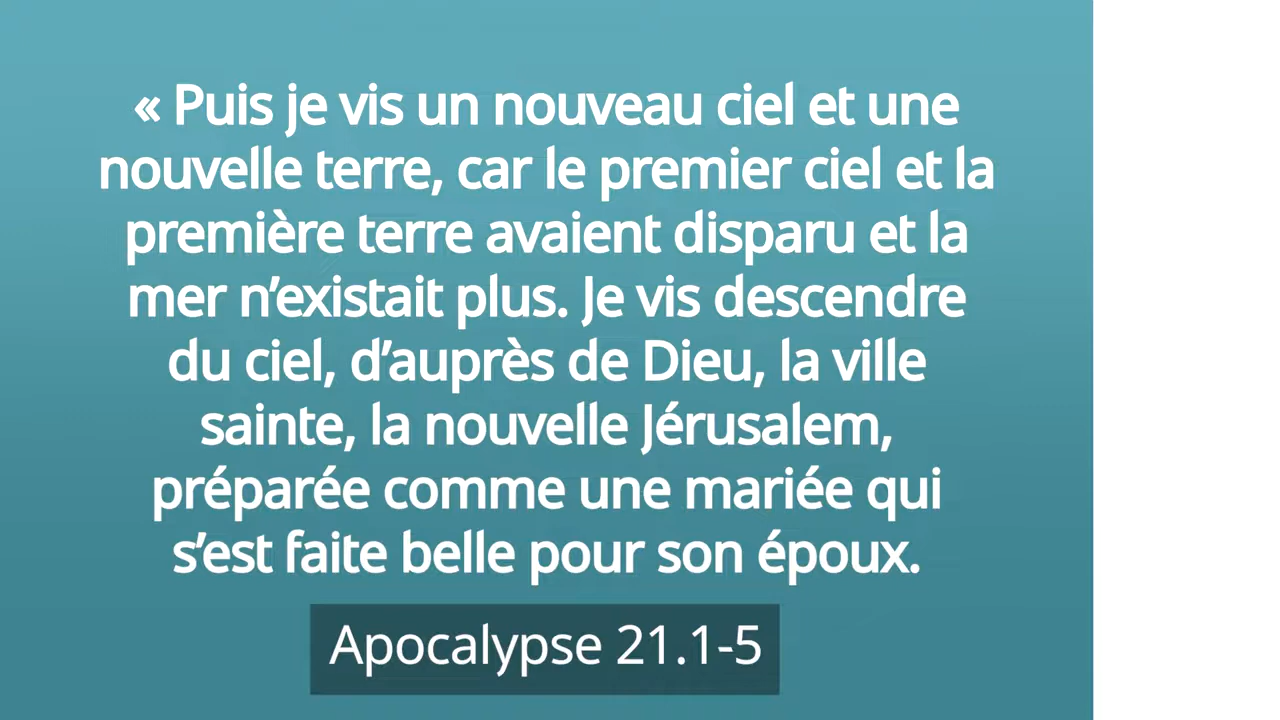 « Puis je vis un nouveau ciel et une
nouvelle terre, car le premier ciel et la
première terre avaient disparu et la
mer n’existait plus. Je vis descendre
du ciel, d’auprès de Dieu, la ville
sainte, la nouvelle Jérusalem,
préparée comme une mariée qui
s’est faite belle pour son époux.
Apocalypse 21.1-5